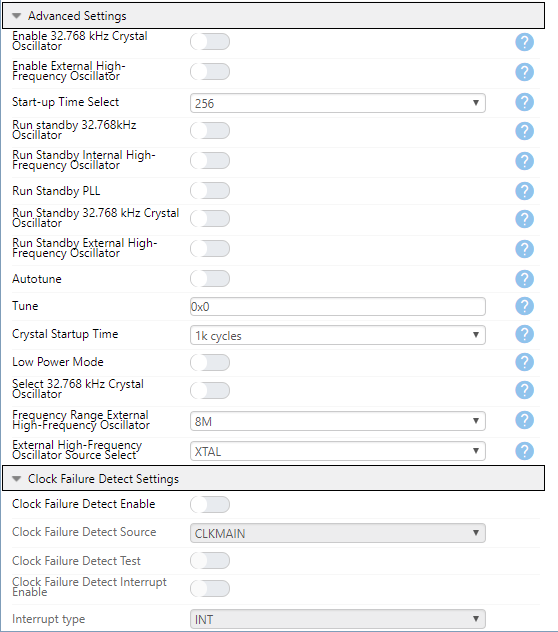 Advanced Settings
Enable 32.768 kHz Crystal
Oscillator
?
Enable External High-
Frequency Oscillator
?
Start-up Time Select
256
?
Run standby 32.768kHz
Oscillator
?
Run Standby Internal High-
Frequency Oscillator
?
Run Standby PLL
?
Run Standby 32.768 kHz Crystal
Oscillator
?
Run Standby External High-
Frequency Oscillator
?
Autotune
?
Tune
0x0
?
Crystal Startup Time
1k cycles
?
Low Power Mode
?
Select 32.768 kHz Crystal
Oscillator
?
Frequency Range External
High-Frequency Oscillator
8M
?
External High-Frequency
Oscillator Source Select
XTAL
?
Clock Failure Detect Settings
Clock Failure Detect Enable
?
Clock Failure Detect Source
CLKMAIN
?
Clock Failure Detect Test
?
Clock Failure Detect Interrupt
Enable
?
Interrupt type
INT
?